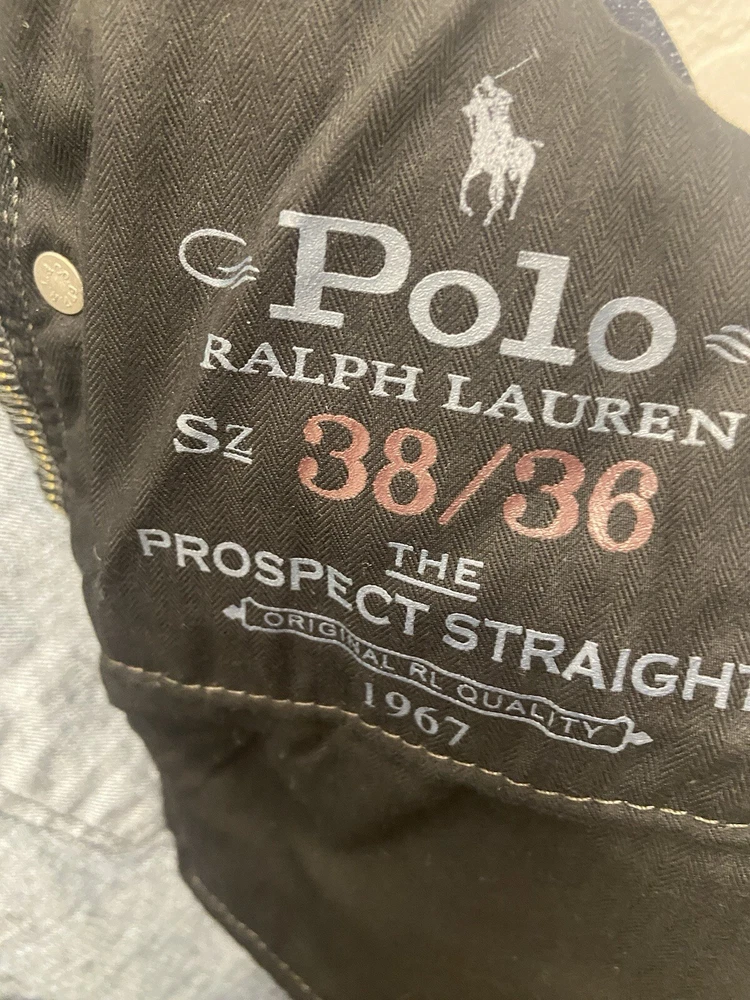 Polo
RALPH LAUREN
Sz 38/36
THE
PROSPECT STRAIGHT
ORIGINAL RL QUALITY
1967